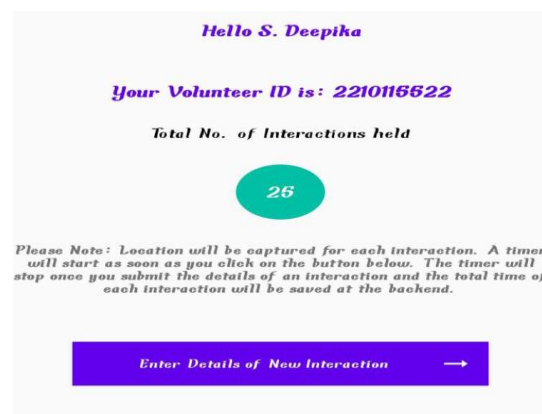 Hello S. Deepika
Your Volunteer ID is: 2210115522
Total No. of Interactions held
25
Please Note: Location will be captured for each interaction. A timer
will start as soon as you click on the button below. The timer will
stop once you submit the details of an interaction and the total time of
each interaction will be saved at the backend.
Enter Details of New Interaction →